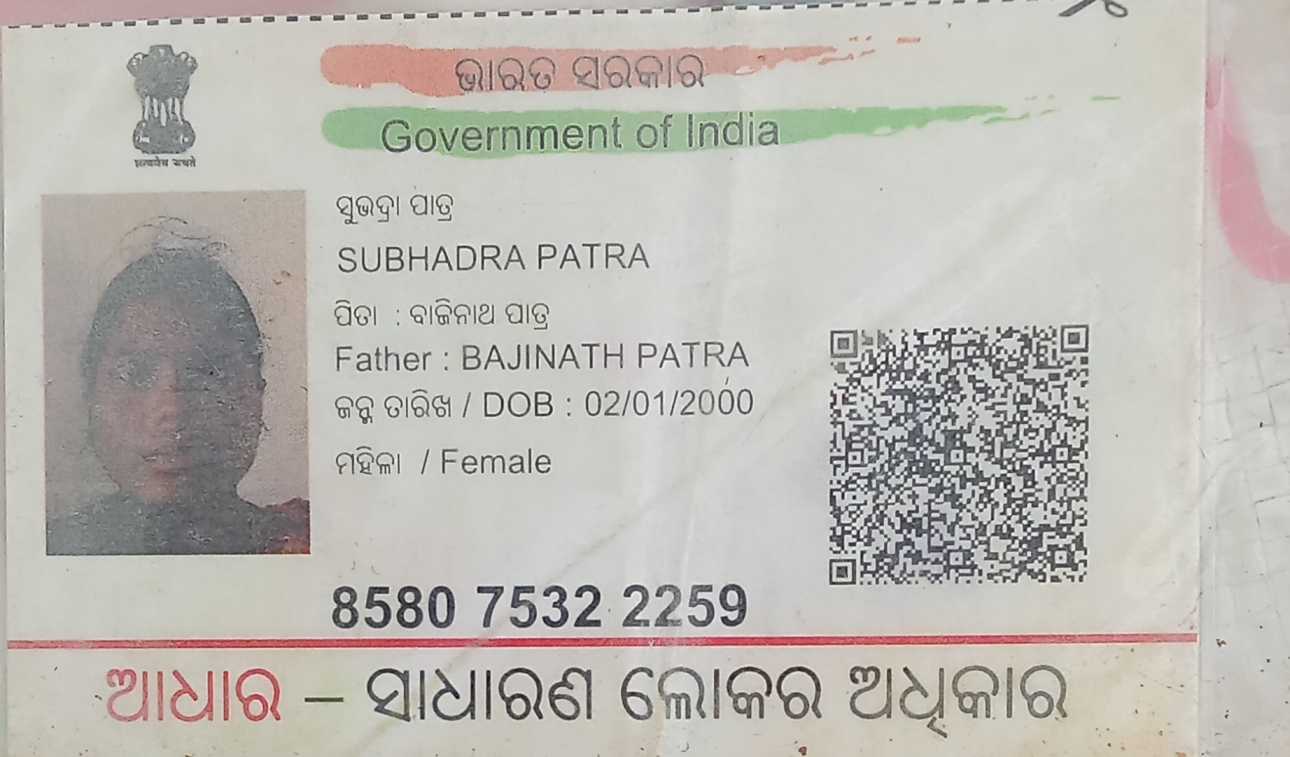 ଭାରତ ସରକାର
Government of India
सत्यमेव जयते
ସୁଭଦ୍ରା ପାତ୍ର
SUBHADRA PATRA
ପିତା : ବାଜିନାଥ ପାତ୍ର
Father : BAJINATH PATRA
ଜନ୍ମ ତାରିଖ / DOB : 02/01/2000
ମହିଳା / Female
8580 7532 2259
ଆଧାର – ସାଧାରଣ ଲୋକର ଅଧିକାର